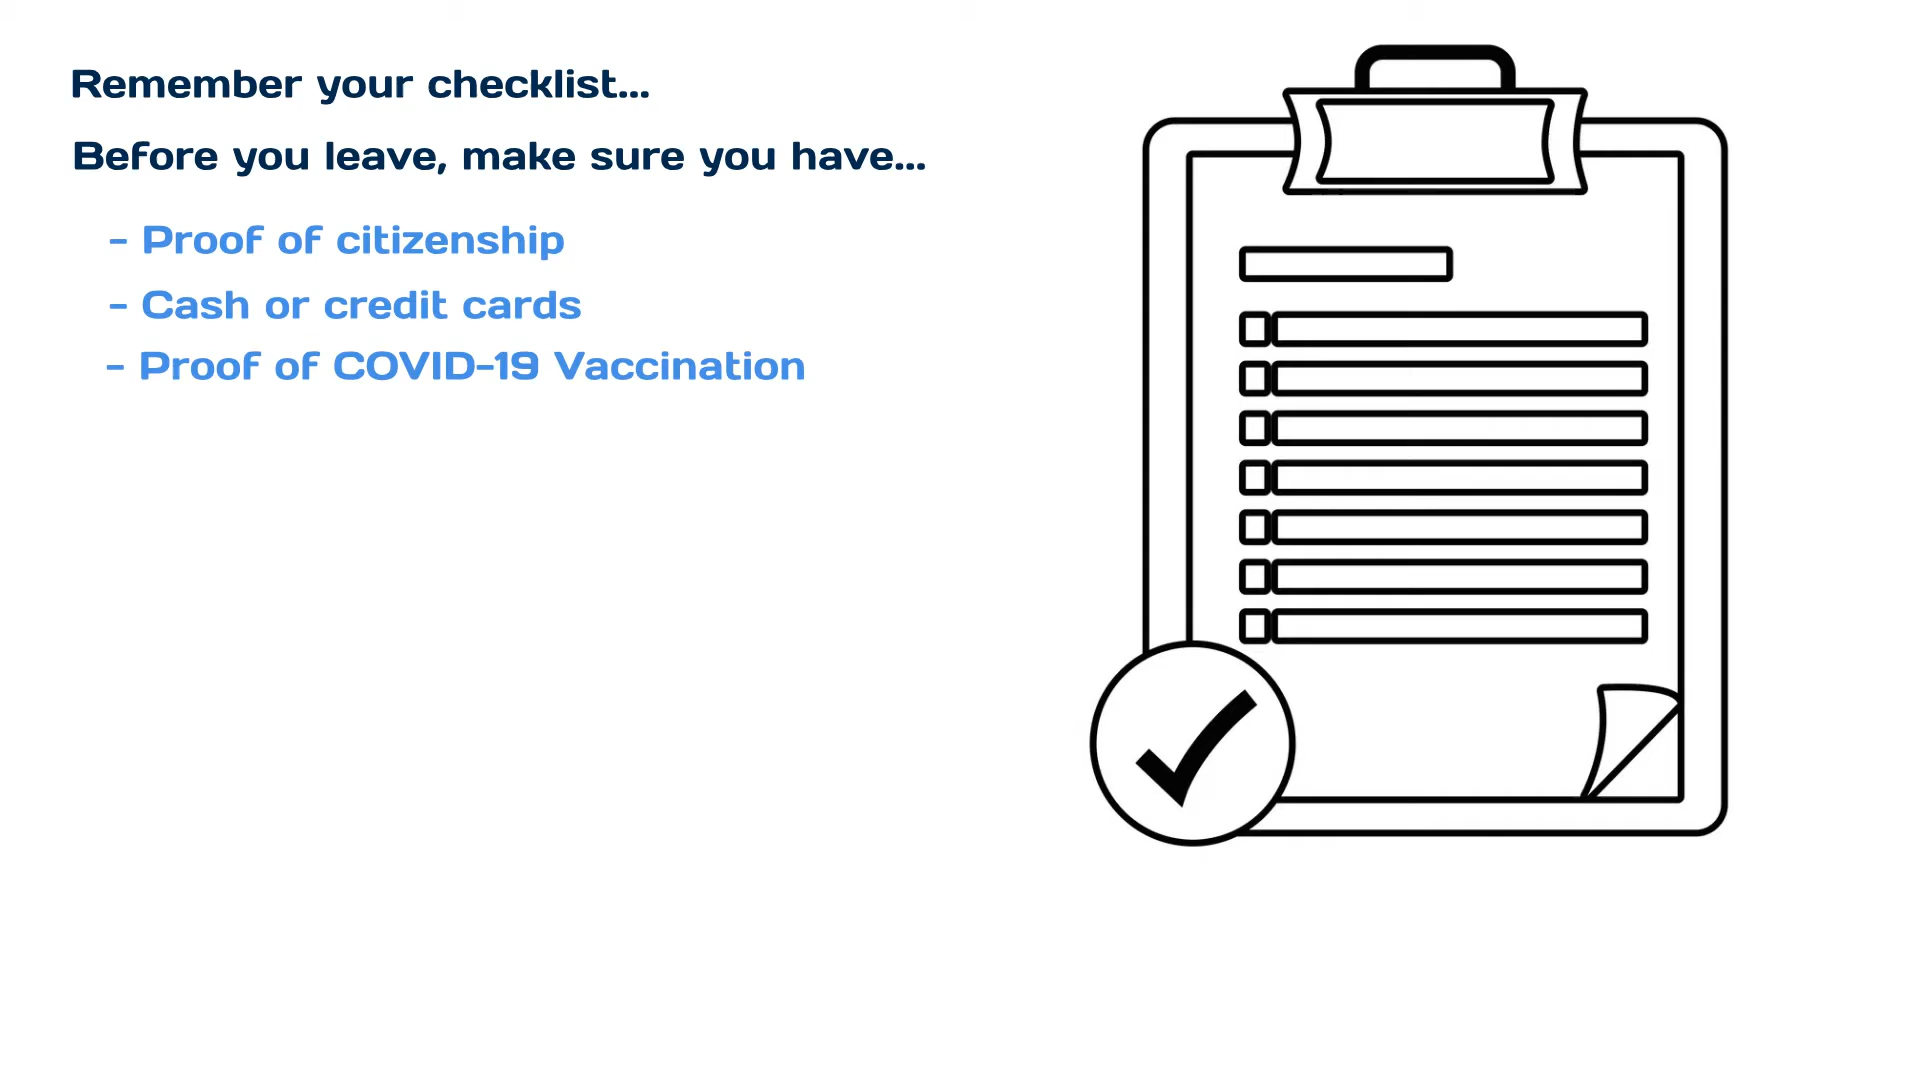 Remember your checklist...
Before you leave, make sure you have...
- Proof of citizenship
- Cash or credit cards
- Proof of COVID-19 Vaccination